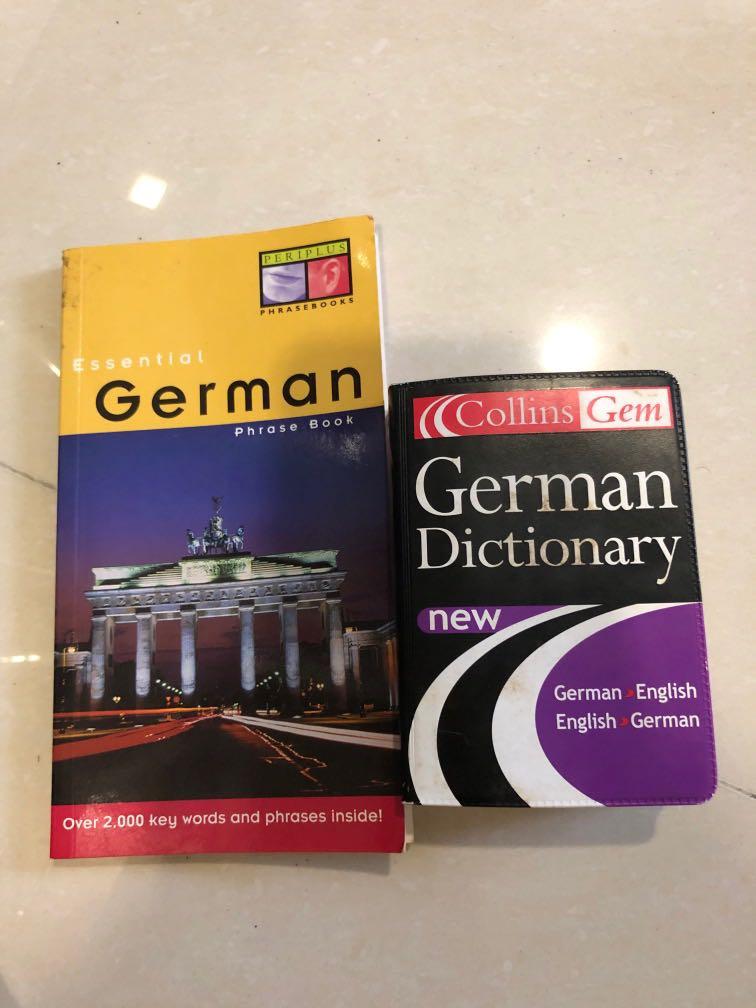 PERIPLUS
PHRASEBOOKS
Essential
German
Phrase Book
Over 2,000 key words and phrases inside!
Collins Gem
German
Dictionary
new
German » English
English » German